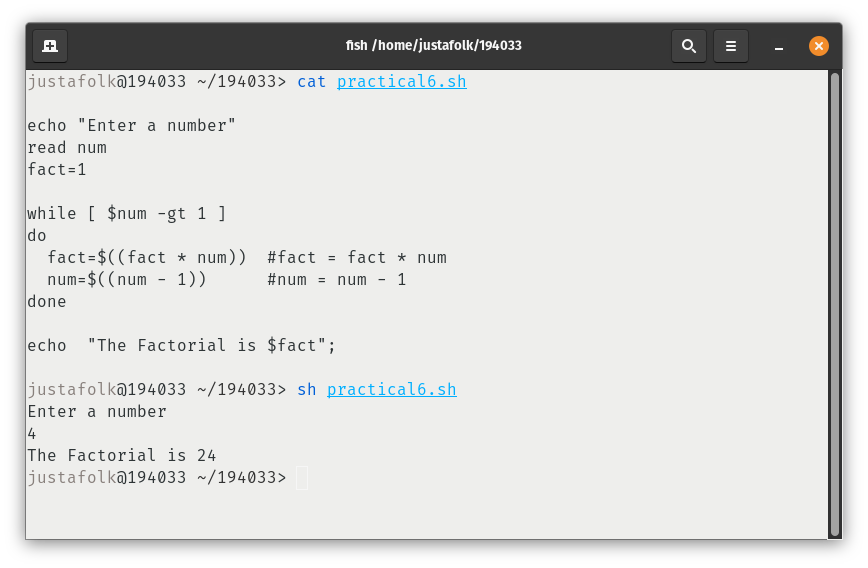 fish /home/justafolk/194033
justafolk@194033 ~/194033> cat practical6.sh
echo "Enter a number"
read num
fact=1
while [ $num -gt 1 ]
do
  fact=$((fact * num))  #fact = fact * num
  num=$((num - 1))      #num = num - 1
done
echo  "The Factorial is $fact";
justafolk@194033 ~/194033> sh practical6.sh
Enter a number
4
The Factorial is 24
justafolk@194033 ~/194033>